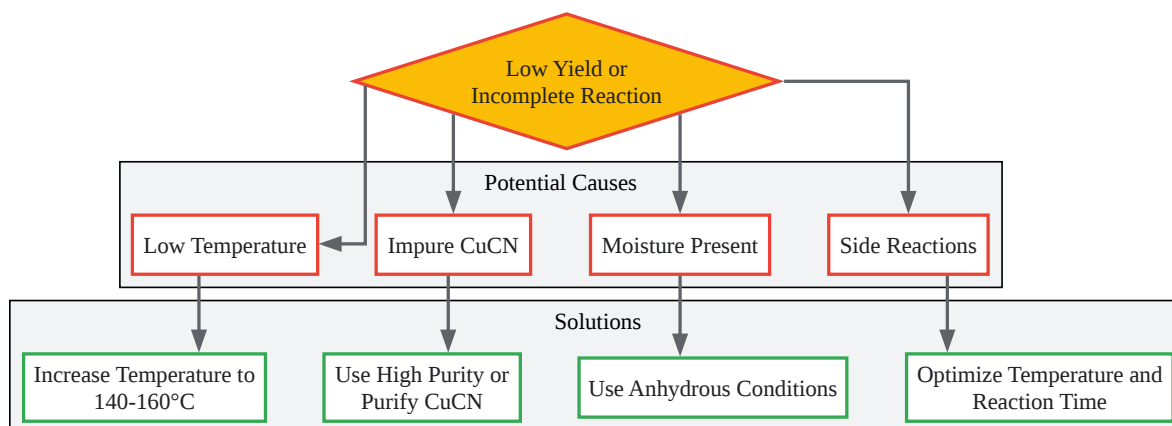 Low Yield or
Incomplete Reaction
Potential Causes
Low Temperature
Impure CuCN
Moisture Present
Side Reactions
Solutions
Increase Temperature to
140-160°C
Use High Purity or
Purify CuCN
Use Anhydrous Conditions
Optimize Temperature and
Reaction Time